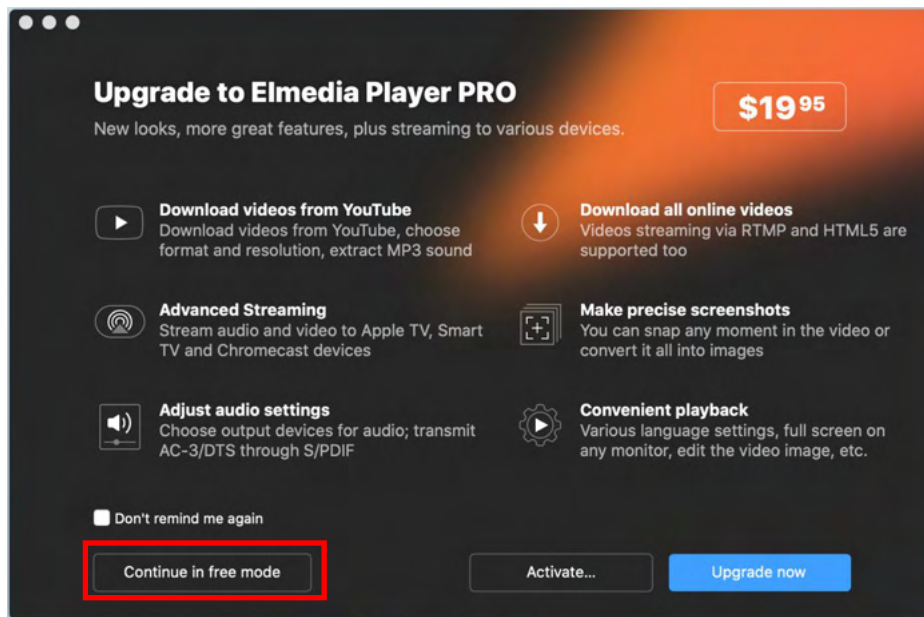 Upgrade to Elmedia Player PRO
New looks, more great features, plus streaming to various devices.
$19 95
Download videos from YouTube
Download videos from YouTube, choose
format and resolution, extract MP3 sound
Download all online videos
Videos streaming via RTMP and HTML5 are
supported too
Advanced Streaming
Stream audio and video to Apple TV, Smart
TV and Chromecast devices
Make precise screenshots
You can snap any moment in the video or
convert it all into images
Adjust audio settings
Choose output devices for audio; transmit
AC-3/DTS through S/PDIF
Convenient playback
Various language settings, full screen on
any monitor, edit the video image, etc.
Don't remind me again
Continue in free mode
Activate...
Upgrade now